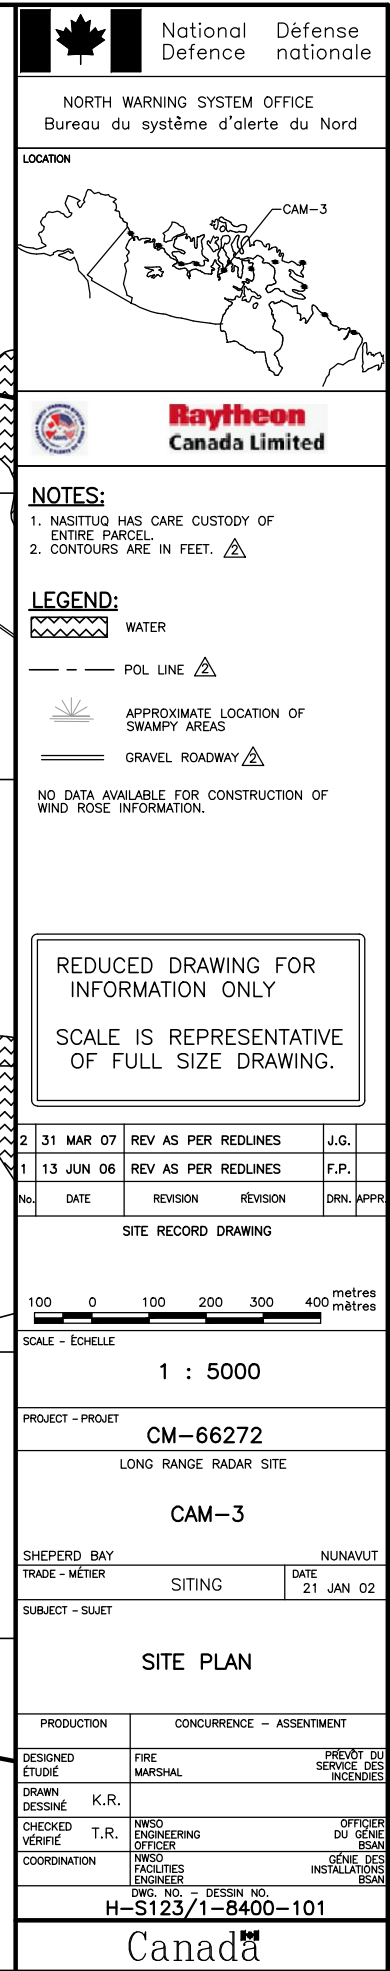 National Défense
Defence nationale
NORTH WARNING SYSTEM OFFICE
Bureau du système d'alerte du Nord
LOCATION
CAM-3
Raytheon
Canada Limited
NOTES:
1. NASITTUQ HAS CARE CUSTODY OF
ENTIRE PARCEL.
2. CONTOURS ARE IN FEET. 2
LEGEND:
WATER
POL LINE 2
APPROXIMATE LOCATION OF
SWAMPY AREAS
GRAVEL ROADWAY 2
NO DATA AVAILABLE FOR CONSTRUCTION OF
WIND ROSE INFORMATION.
REDUCED DRAWING FOR
INFORMATION ONLY
SCALE IS REPRESENTATIVE
OF FULL SIZE DRAWING.
2 31 MAR 07 REV AS PER REDLINES J.G.
1 13 JUN 06 REV AS PER REDLINES F.P.
No. DATE REVISION RÉVISION DRN. APPR.
SITE RECORD DRAWING
100 0 100 200 300 400 metres
mètres
SCALE - ÉCHELLE
1 : 5000
PROJECT - PROJET
CM-66272
LONG RANGE RADAR SITE
CAM-3
SHEPERD BAY NUNAVUT
TRADE - MÉTIER SITING DATE
21 JAN 02
SUBJECT - SUJET
SITE PLAN
PRODUCTION CONCURRENCE - ASSENTIMENT
DESIGNED FIRE PRÉVÔT DU
ÉTUDIÉ MARSHAL SERVICE DES
INCENDIES
DRAWN
DESSINÉ K.R.
CHECKED T.R. NWSO OFFICIER
VÉRIFIÉ ENGINEERING DU GÉNIE
OFFICER BSAN
COORDINATION NWSO GÉNIE DES
FACILITIES INSTALLATIONS
ENGINEER BSAN
DWG. NO. - DESSIN NO.
H-S123/1-8400-101
Canada